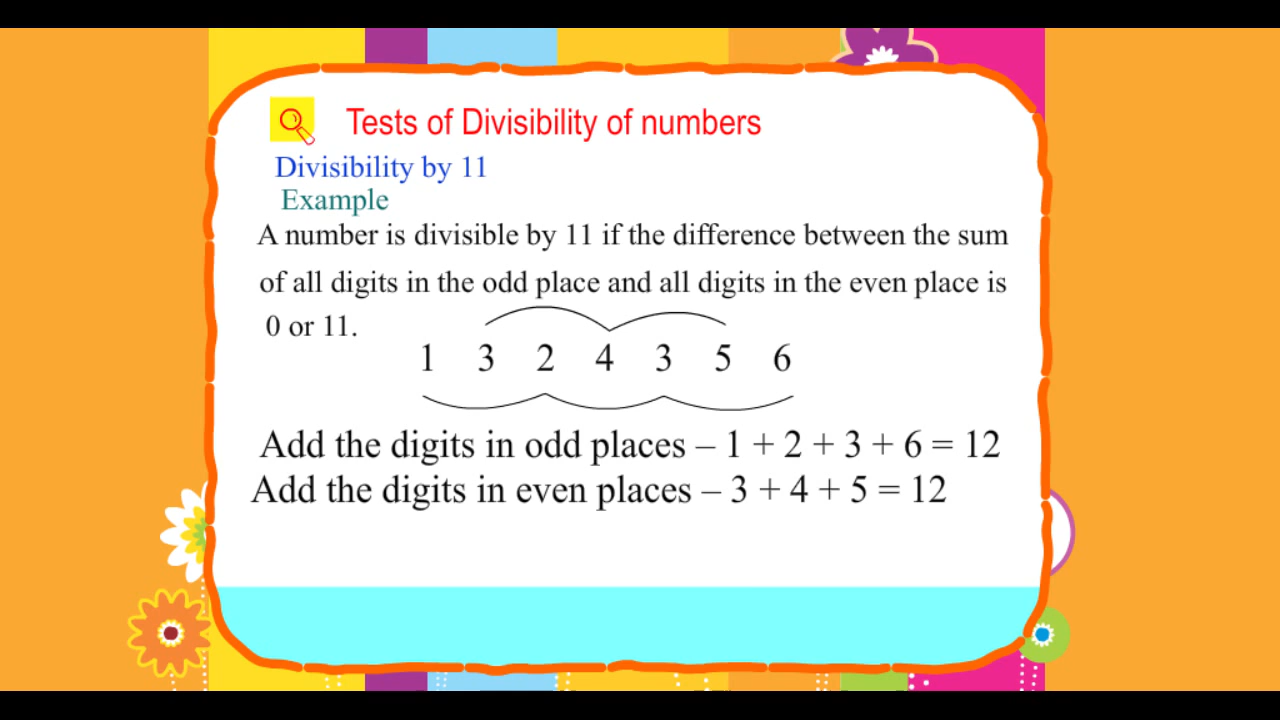 Tests of Divisibility of numbers
Divisibility by 11
Example
A number is divisible by 11 if the difference between the sum
of all digits in the odd place and all digits in the even place is
0 or 11.
1 3 2 4 3 5 6
Add the digits in odd places – 1 + 2 + 3 + 6 = 12
Add the digits in even places – 3 + 4 + 5 = 12